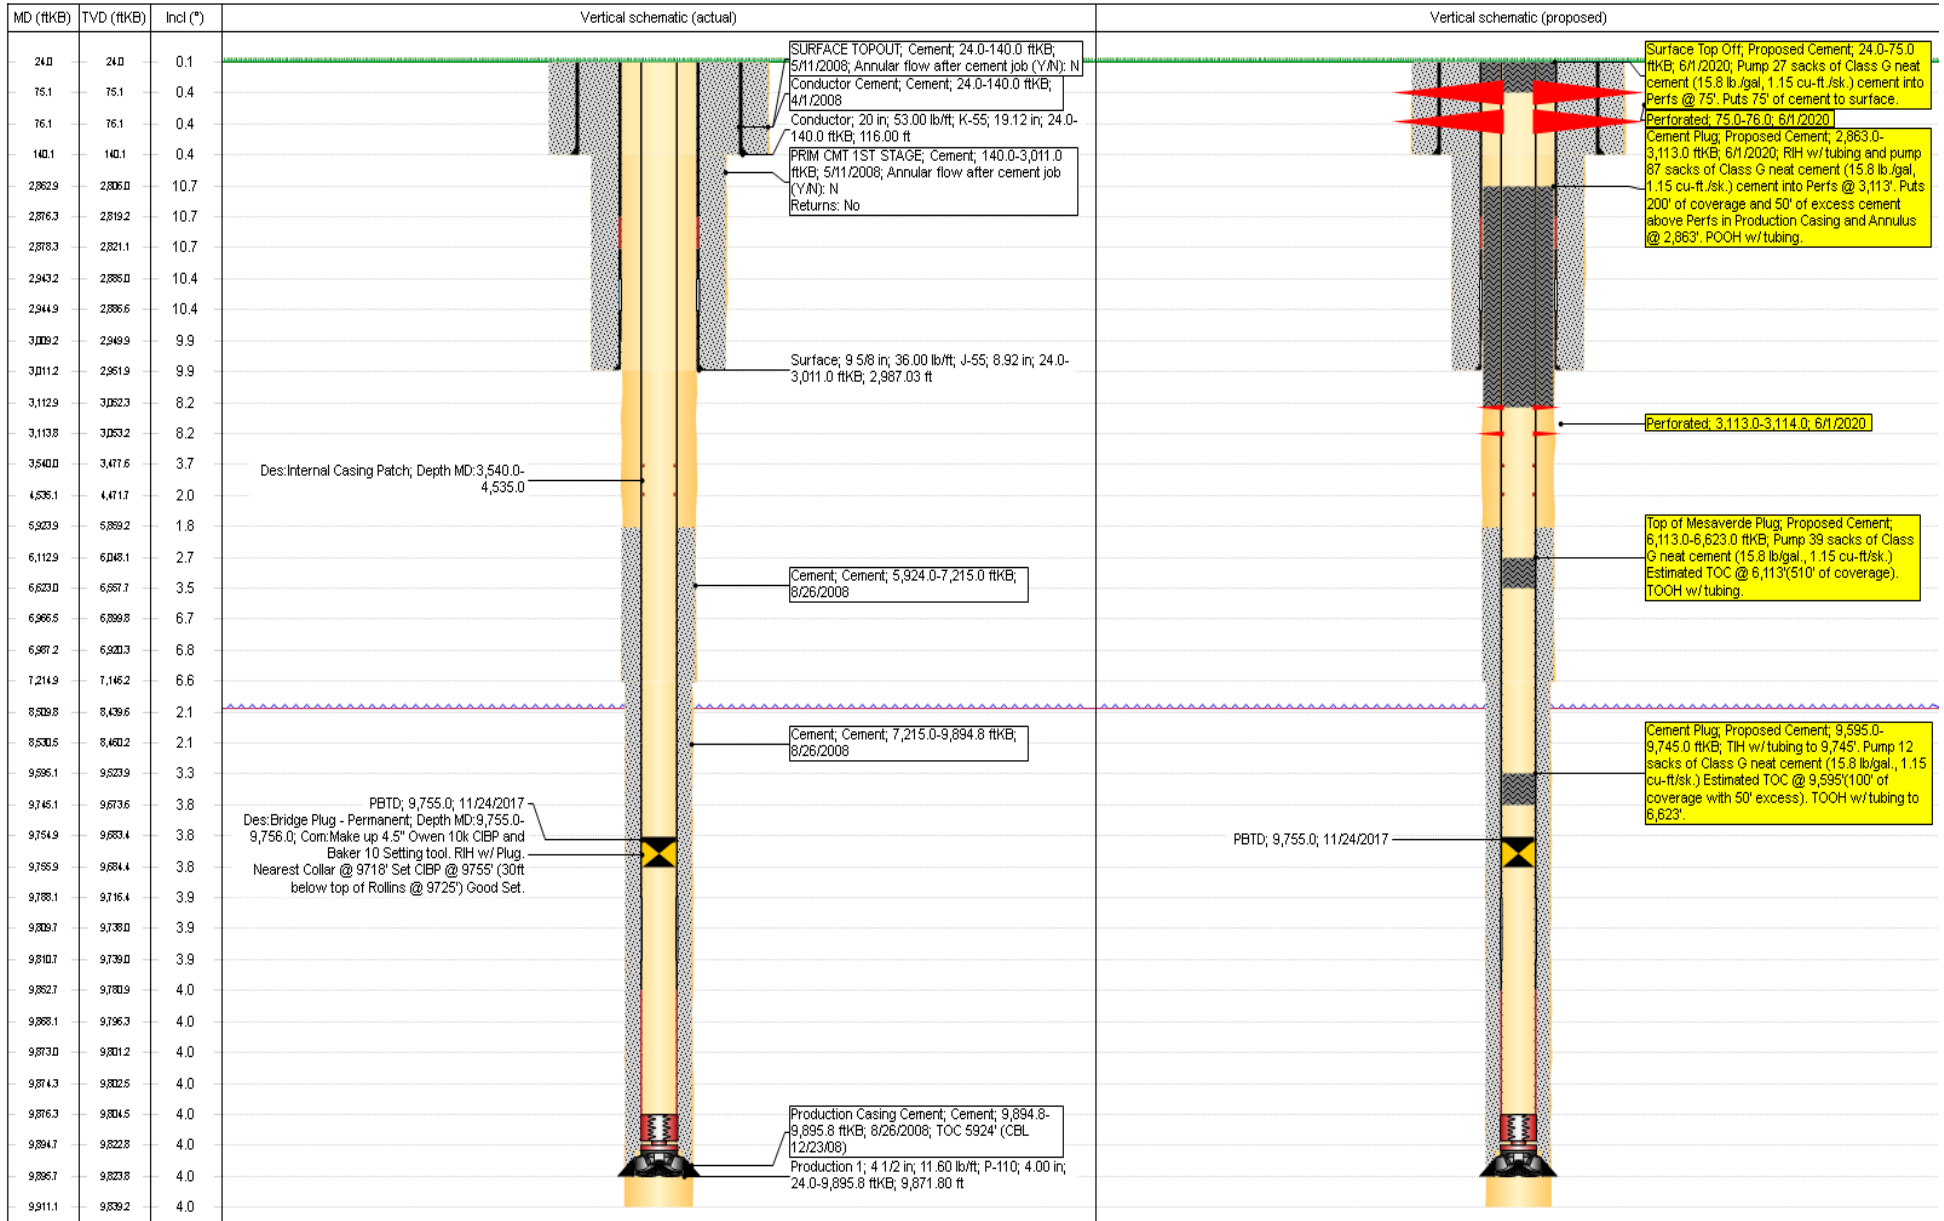 MD (ftKB) TVD (ftKB) Incl (°) Vertical schematic (actual) Vertical schematic (proposed)
24.0 24.0 0.1
75.1 75.1 0.4
76.1 76.1 0.4
140.1 140.1 0.4
2,862.9 2,806.0 10.7
2,876.3 2,819.2 10.7
2,878.3 2,821.1 10.7
2,943.2 2,885.0 10.4
2,944.9 2,886.6 10.4
3,009.2 2,949.9 9.9
3,011.2 2,951.9 9.9
3,112.9 3,052.3 8.2
3,113.8 3,053.2 8.2
3,540.0 3,477.6 3.7
4,535.1 4,471.7 2.0
5,923.9 5,859.2 1.8
6,112.9 6,048.1 2.7
6,623.0 6,557.7 3.5
6,966.5 6,899.8 6.7
6,987.2 6,920.3 6.8
7,214.9 7,146.2 6.6
8,509.8 8,439.6 2.1
8,530.5 8,460.2 2.1
9,595.1 9,523.9 3.3
9,745.1 9,673.6 3.8
9,754.9 9,683.4 3.8
9,755.9 9,684.4 3.8
9,788.1 9,716.4 3.9
9,809.7 9,738.0 3.9
9,810.7 9,739.0 3.9
9,852.7 9,780.9 4.0
9,868.1 9,796.3 4.0
9,873.0 9,801.2 4.0
9,874.3 9,802.5 4.0
9,876.3 9,804.5 4.0
9,894.7 9,822.8 4.0
9,895.7 9,823.8 4.0
9,911.1 9,839.2 4.0
Des:Internal Casing Patch; Depth MD:3,540.0-
4,535.0
PBTD; 9,755.0; 11/24/2017
Des:Bridge Plug - Permanent; Depth MD:9,755.0-
9,756.0; Com:Make up 4.5" Owen 10k CIBP and
Baker 10 Setting tool. RIH w/ Plug.
Nearest Collar @ 9718' Set CIBP @ 9755' (30ft
below top of Rollins @ 9725') Good Set.
SURFACE TOPOUT; Cement; 24.0-140.0 ftKB;
5/11/2008; Annular flow after cement job (Y/N): N
Conductor Cement; Cement; 24.0-140.0 ftKB;
4/1/2008
Conductor; 20 in; 53.00 lb/ft; K-55; 19.12 in; 24.0-
140.0 ftKB; 116.00 ft
PRIM CMT 1ST STAGE; Cement; 140.0-3,011.0
ftKB; 5/11/2008; Annular flow after cement job
(Y/N): N
Returns: No
Surface; 9 5/8 in; 36.00 lb/ft; J-55; 8.92 in; 24.0-
3,011.0 ftKB; 2,987.03 ft
Cement; Cement; 5,924.0-7,215.0 ftKB;
8/26/2008
Cement; Cement; 7,215.0-9,894.8 ftKB;
8/26/2008
Production Casing Cement; Cement; 9,894.8-
9,895.8 ftKB; 8/26/2008; TOC 5924' (CBL
12/23/08)
Production 1; 4 1/2 in; 11.60 lb/ft; P-110; 4.00 in;
24.0-9,895.8 ftKB; 9,871.80 ft
Surface Top Off; Proposed Cement; 24.0-75.0
ftKB; 6/1/2020; Pump 27 sacks of Class G neat
cement (15.8 lb./gal, 1.15 cu-ft./sk.) cement into
Perfs @ 75'. Puts 75' of cement to surface.
Perforated; 75.0-76.0; 6/1/2020
Cement Plug; Proposed Cement; 2,863.0-
3,113.0 ftKB; 6/1/2020; RIH w/ tubing and pump
87 sacks of Class G neat cement (15.8 lb./gal,
1.15 cu-ft./sk.) cement into Perfs @ 3,113'. Puts
200' of coverage and 50' of excess cement
above Perfs in Production Casing and Annulus
@ 2,863'. POOH w/ tubing.
Perforated; 3,113.0-3,114.0; 6/1/2020
Top of Mesaverde Plug; Proposed Cement;
6,113.0-6,623.0 ftKB; Pump 39 sacks of Class
G neat cement (15.8 lb/gal., 1.15 cu-ft/sk.)
Estimated TOC @ 6,113'(510' of coverage).
TOOH w/ tubing.
Cement Plug; Proposed Cement; 9,595.0-
9,745.0 ftKB; TIH w/ tubing to 9,745'. Pump 12
sacks of Class G neat cement (15.8 lb/gal., 1.15
cu-ft/sk.) Estimated TOC @ 9,595'(100' of
coverage with 50' excess). TOOH w/ tubing to
6,623'.
PBTD; 9,755.0; 11/24/2017